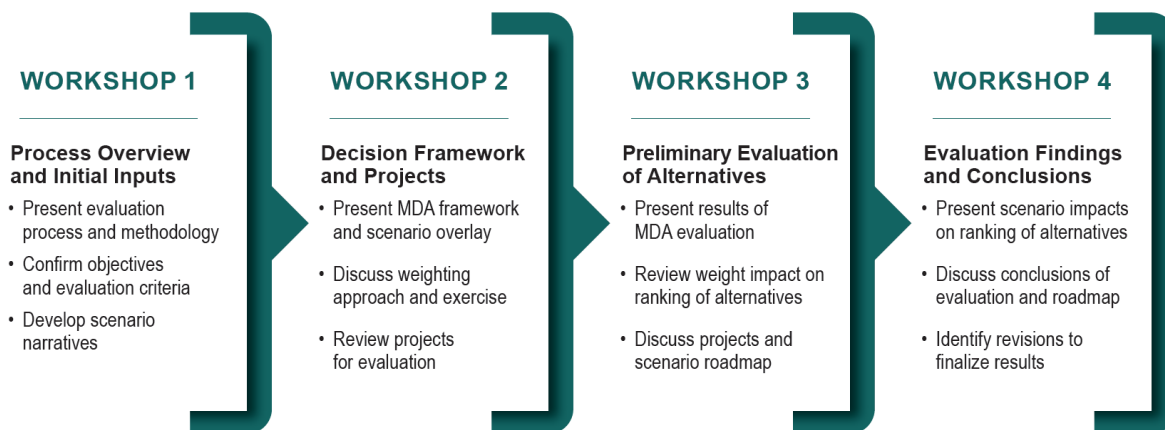 WORKSHOP 1
Process Overview
and Initial Inputs
• Present evaluation
process and methodology
• Confirm objectives
and evaluation criteria
• Develop scenario
narratives
WORKSHOP 2
Decision Framework
and Projects
• Present MDA framework
and scenario overlay
• Discuss weighting
approach and exercise
• Review projects
for evaluation
WORKSHOP 3
Preliminary Evaluation
of Alternatives
• Present results of
MDA evaluation
• Review weight impact on
ranking of alternatives
• Discuss projects and
scenario roadmap
WORKSHOP 4
Evaluation Findings
and Conclusions
• Present scenario impacts
on ranking of alternatives
• Discuss conclusions of
evaluation and roadmap
• Identify revisions to
finalize results